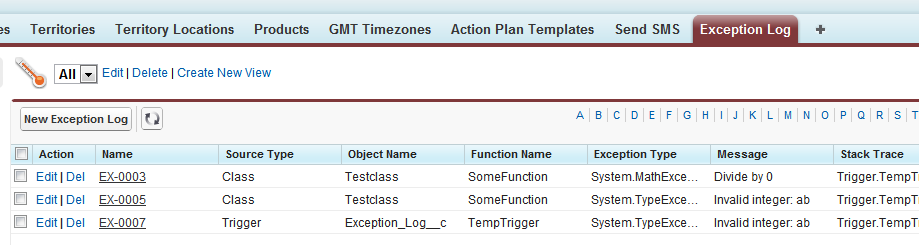 es Territories Territory Locations Products GMT Timezones Action Plan Templates Send SMS Exception Log +
All Edit | Delete | Create New View
New Exception Log A B C D E F G H I J K L M N O P Q R S T
Action Name Source Type Object Name Function Name Exception Type Message Stack Trace
Edit | Del EX-0003 Class Testclass SomeFunction System.MathExce... Divide by 0 Trigger.TempT
Edit | Del EX-0005 Class Testclass SomeFunction System.TypeExce... Invalid integer: ab Trigger.TempT
Edit | Del EX-0007 Trigger Exception_Log__c TempTrigger System.TypeExce... Invalid integer: ab Trigger.TempT